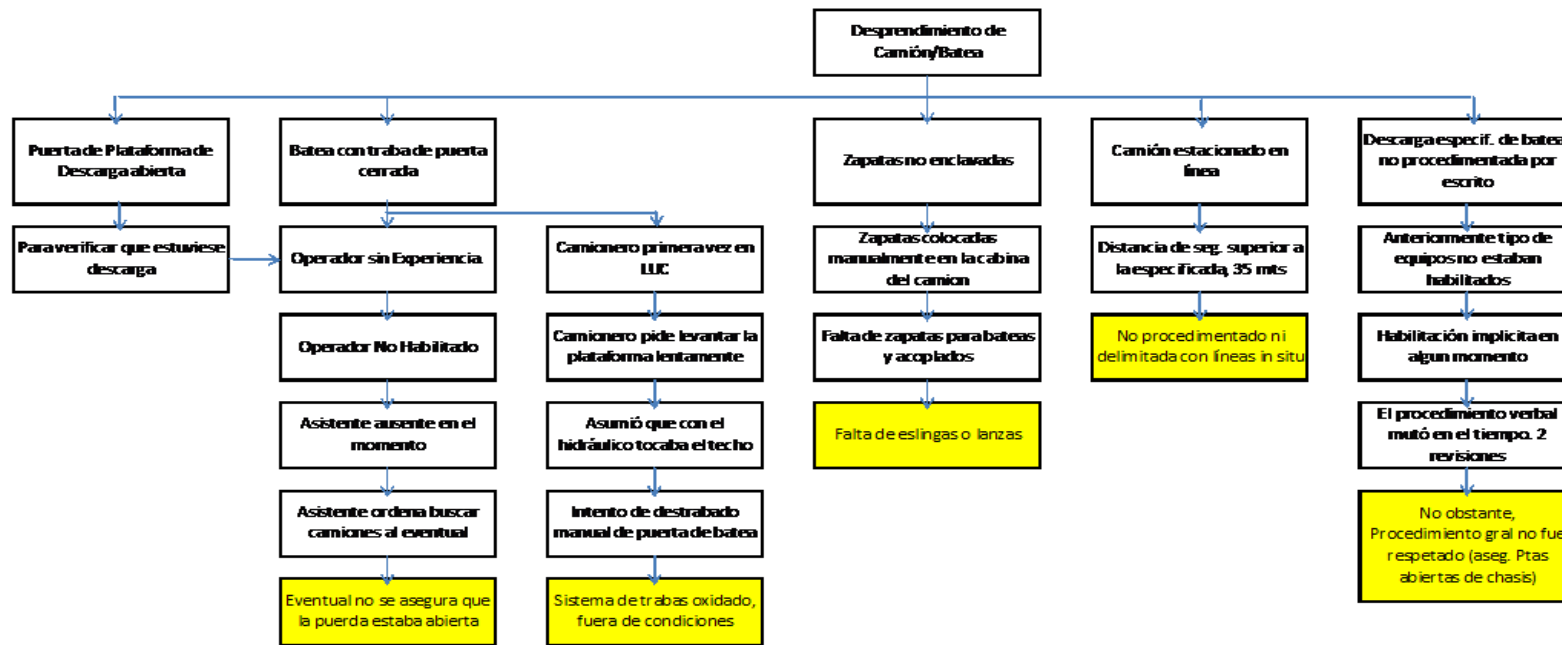 Desprendimiento de
Camión/Batea
Puerta de Plataforma de
Descarga abierta
Batea con traba de puerta
cerrada
Zapatas no enclavadas
Camión estacionado en
línea
Descarga especif. de batea
no procedimentada por
escrito
Para verificar que estuviese
descarga
Operador sin Experiencia.
Camionero primera vez en
LUC
Zapatas colocadas
manualmente en la cabina
del camion
Distancia de seg. superior a
la especificada, 35 mts
Anteriormente tipo de
equipos no estaban
habilitados
Operador No Habilitado
Camionero pide levantar la
plataforma lentamente
Falta de zapatas para bateas
y acoplados
No procedimentado ni
delimitada con líneas in situ
Habilitación implicita en
algun momento
Asistente ausente en el
momento
Asumió que con el
hidráulico tocaba el techo
Falta de eslingas o lanzas
El procedimiento verbal
mutó en el tiempo. 2
revisiones
Asistente ordena buscar
camiones al eventual
Intento de destrabado
manual de puerta de batea
No obstante,
Procedimiento gral no fue
respetado (aseg. Ptas
abiertas de chasis)
Eventual no se asegura que
la puerda estaba abierta
Sistema de trabas oxidado,
fuera de condiciones